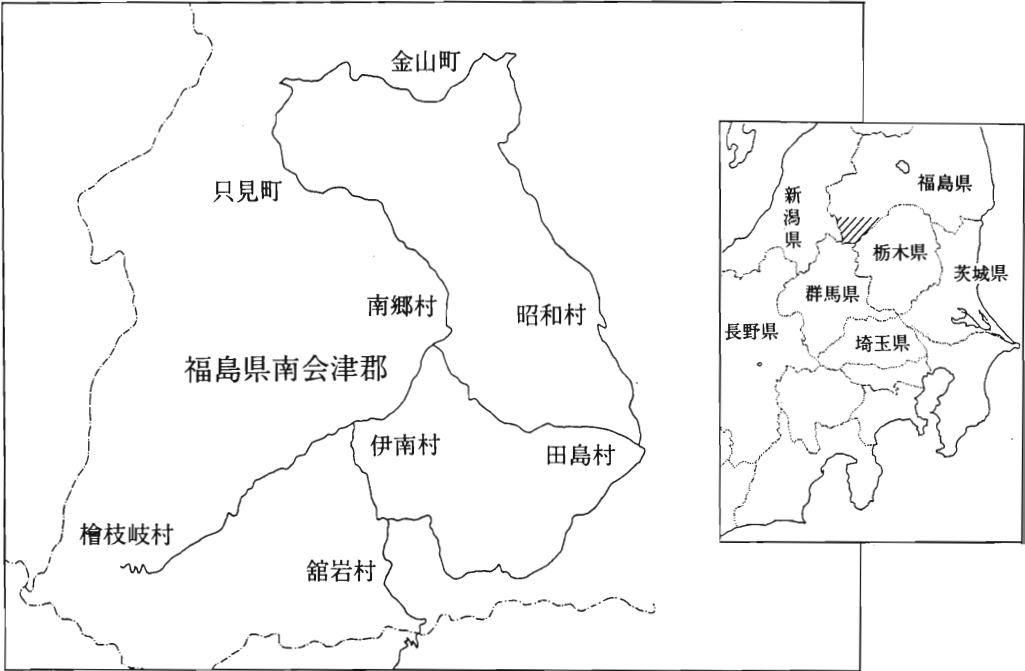 金山町
只見町
南郷村
昭和村
福島県南会津郡
伊南村
田島村
檜枝岐村
舘岩村
福島県
新潟県
栃木県
茨城県
群馬県
長野県
埼玉県